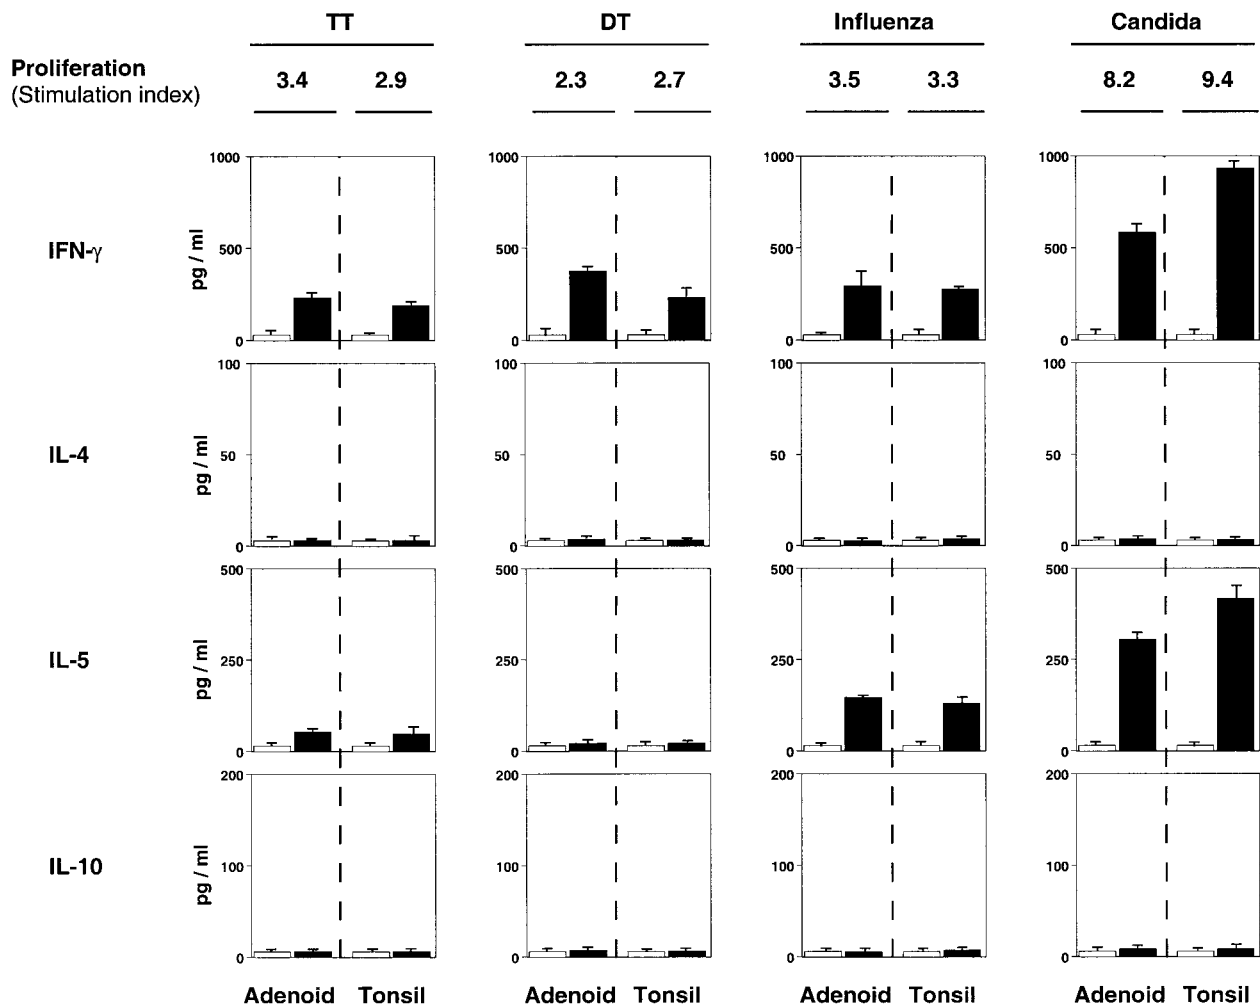 TT DT Influenza Candida
Proliferation
(Stimulation index)
3.4 2.9 2.3 2.7 3.5 3.3 8.2 9.4
IFN-γ
pg / ml
1000 1000 1000 1000
500 500 500 500
0 0 0 0
IL-4
pg / ml
100 100 100 100
50 50 50 50
0 0 0 0
IL-5
pg / ml
500 500 500 500
250 250 250 250
0 0 0 0
IL-10
pg / ml
200 200 200 200
100 100 100 100
0 0 0 0
Adenoid Tonsil Adenoid Tonsil Adenoid Tonsil Adenoid Tonsil